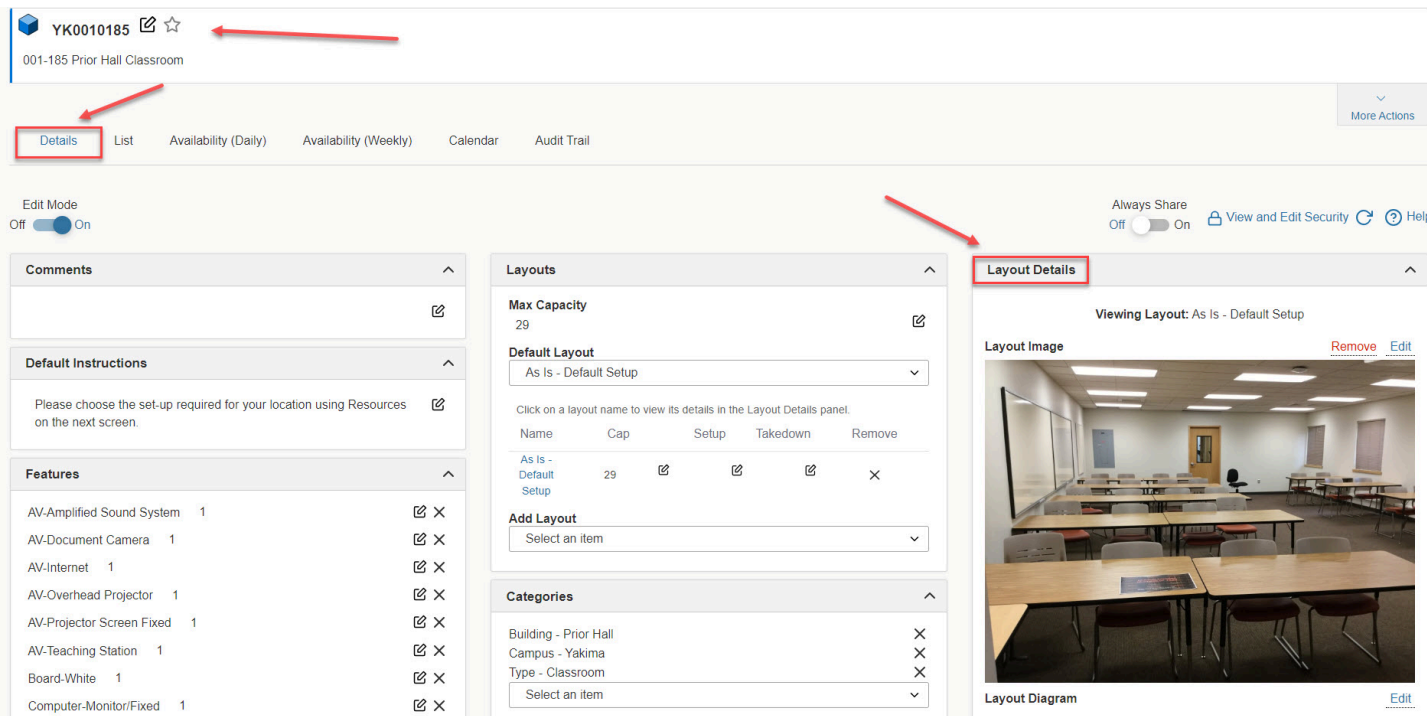 YK0010185
001-185 Prior Hall Classroom
More Actions
Details List Availability (Daily) Availability (Weekly) Calendar Audit Trail
Edit Mode
Off On
Always Share
Off On
View and Edit Security
Help
Comments
Default Instructions
Please choose the set-up required for your location using Resources
on the next screen.
Features
AV-Amplified Sound System 1
AV-Document Camera 1
AV-Internet 1
AV-Overhead Projector 1
AV-Projector Screen Fixed 1
AV-Teaching Station 1
Board-White 1
Computer-Monitor/Fixed 1
Layouts
Max Capacity
29
Default Layout
As Is - Default Setup
Click on a layout name to view its details in the Layout Details panel.
Name Cap Setup Takedown Remove
As Is -
Default 29
Setup
Add Layout
Select an item
Categories
Building - Prior Hall
Campus - Yakima
Type - Classroom
Select an item
Layout Details
Viewing Layout: As Is - Default Setup
Layout Image Remove Edit
Layout Diagram Edit